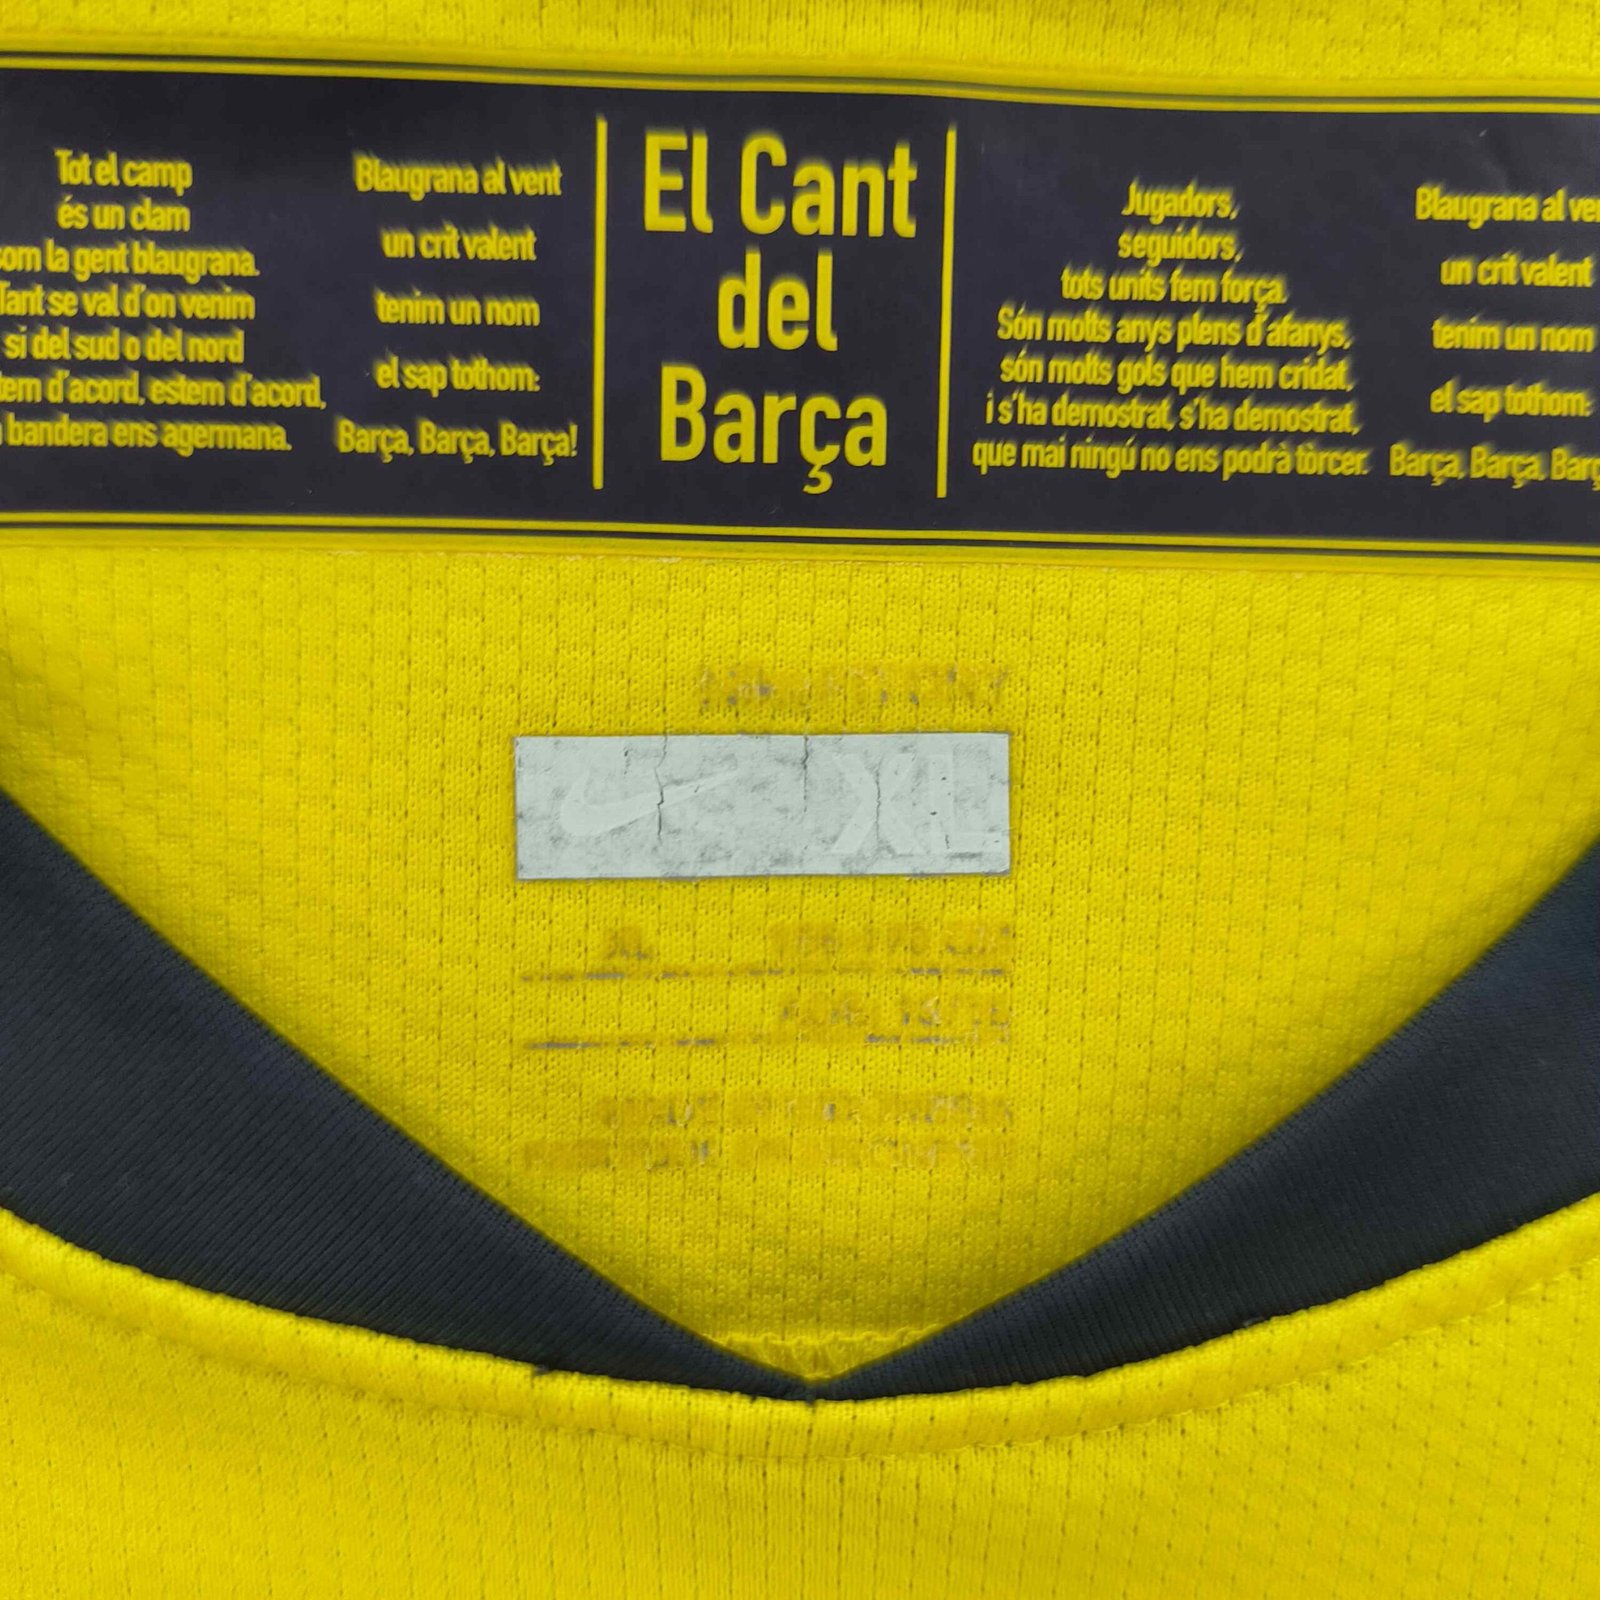 Tot el camp
és un clam
som la gent blaugrana.
Tant se val d'on venim
si del sud o del nord
d'acord, estem d'acord,
bandera ens agermana.
Blaugrana al vent
un crit valent
tenim un nom
el sap tothom:
Barça, Barça, Barça!
El Cant
del
Barça
Jugadors,
seguidors,
tots units fem força.
Són molts anys plens d'afanys,
són molts gols que hem cridat,
i s'ha demostrat, s'ha demostrat,
que mai ningú no ens podrà tòrcer.
Blaugrana al
un crit valent
tenim un nom
el sap tothom:
Barça, Barça,
XL
XL